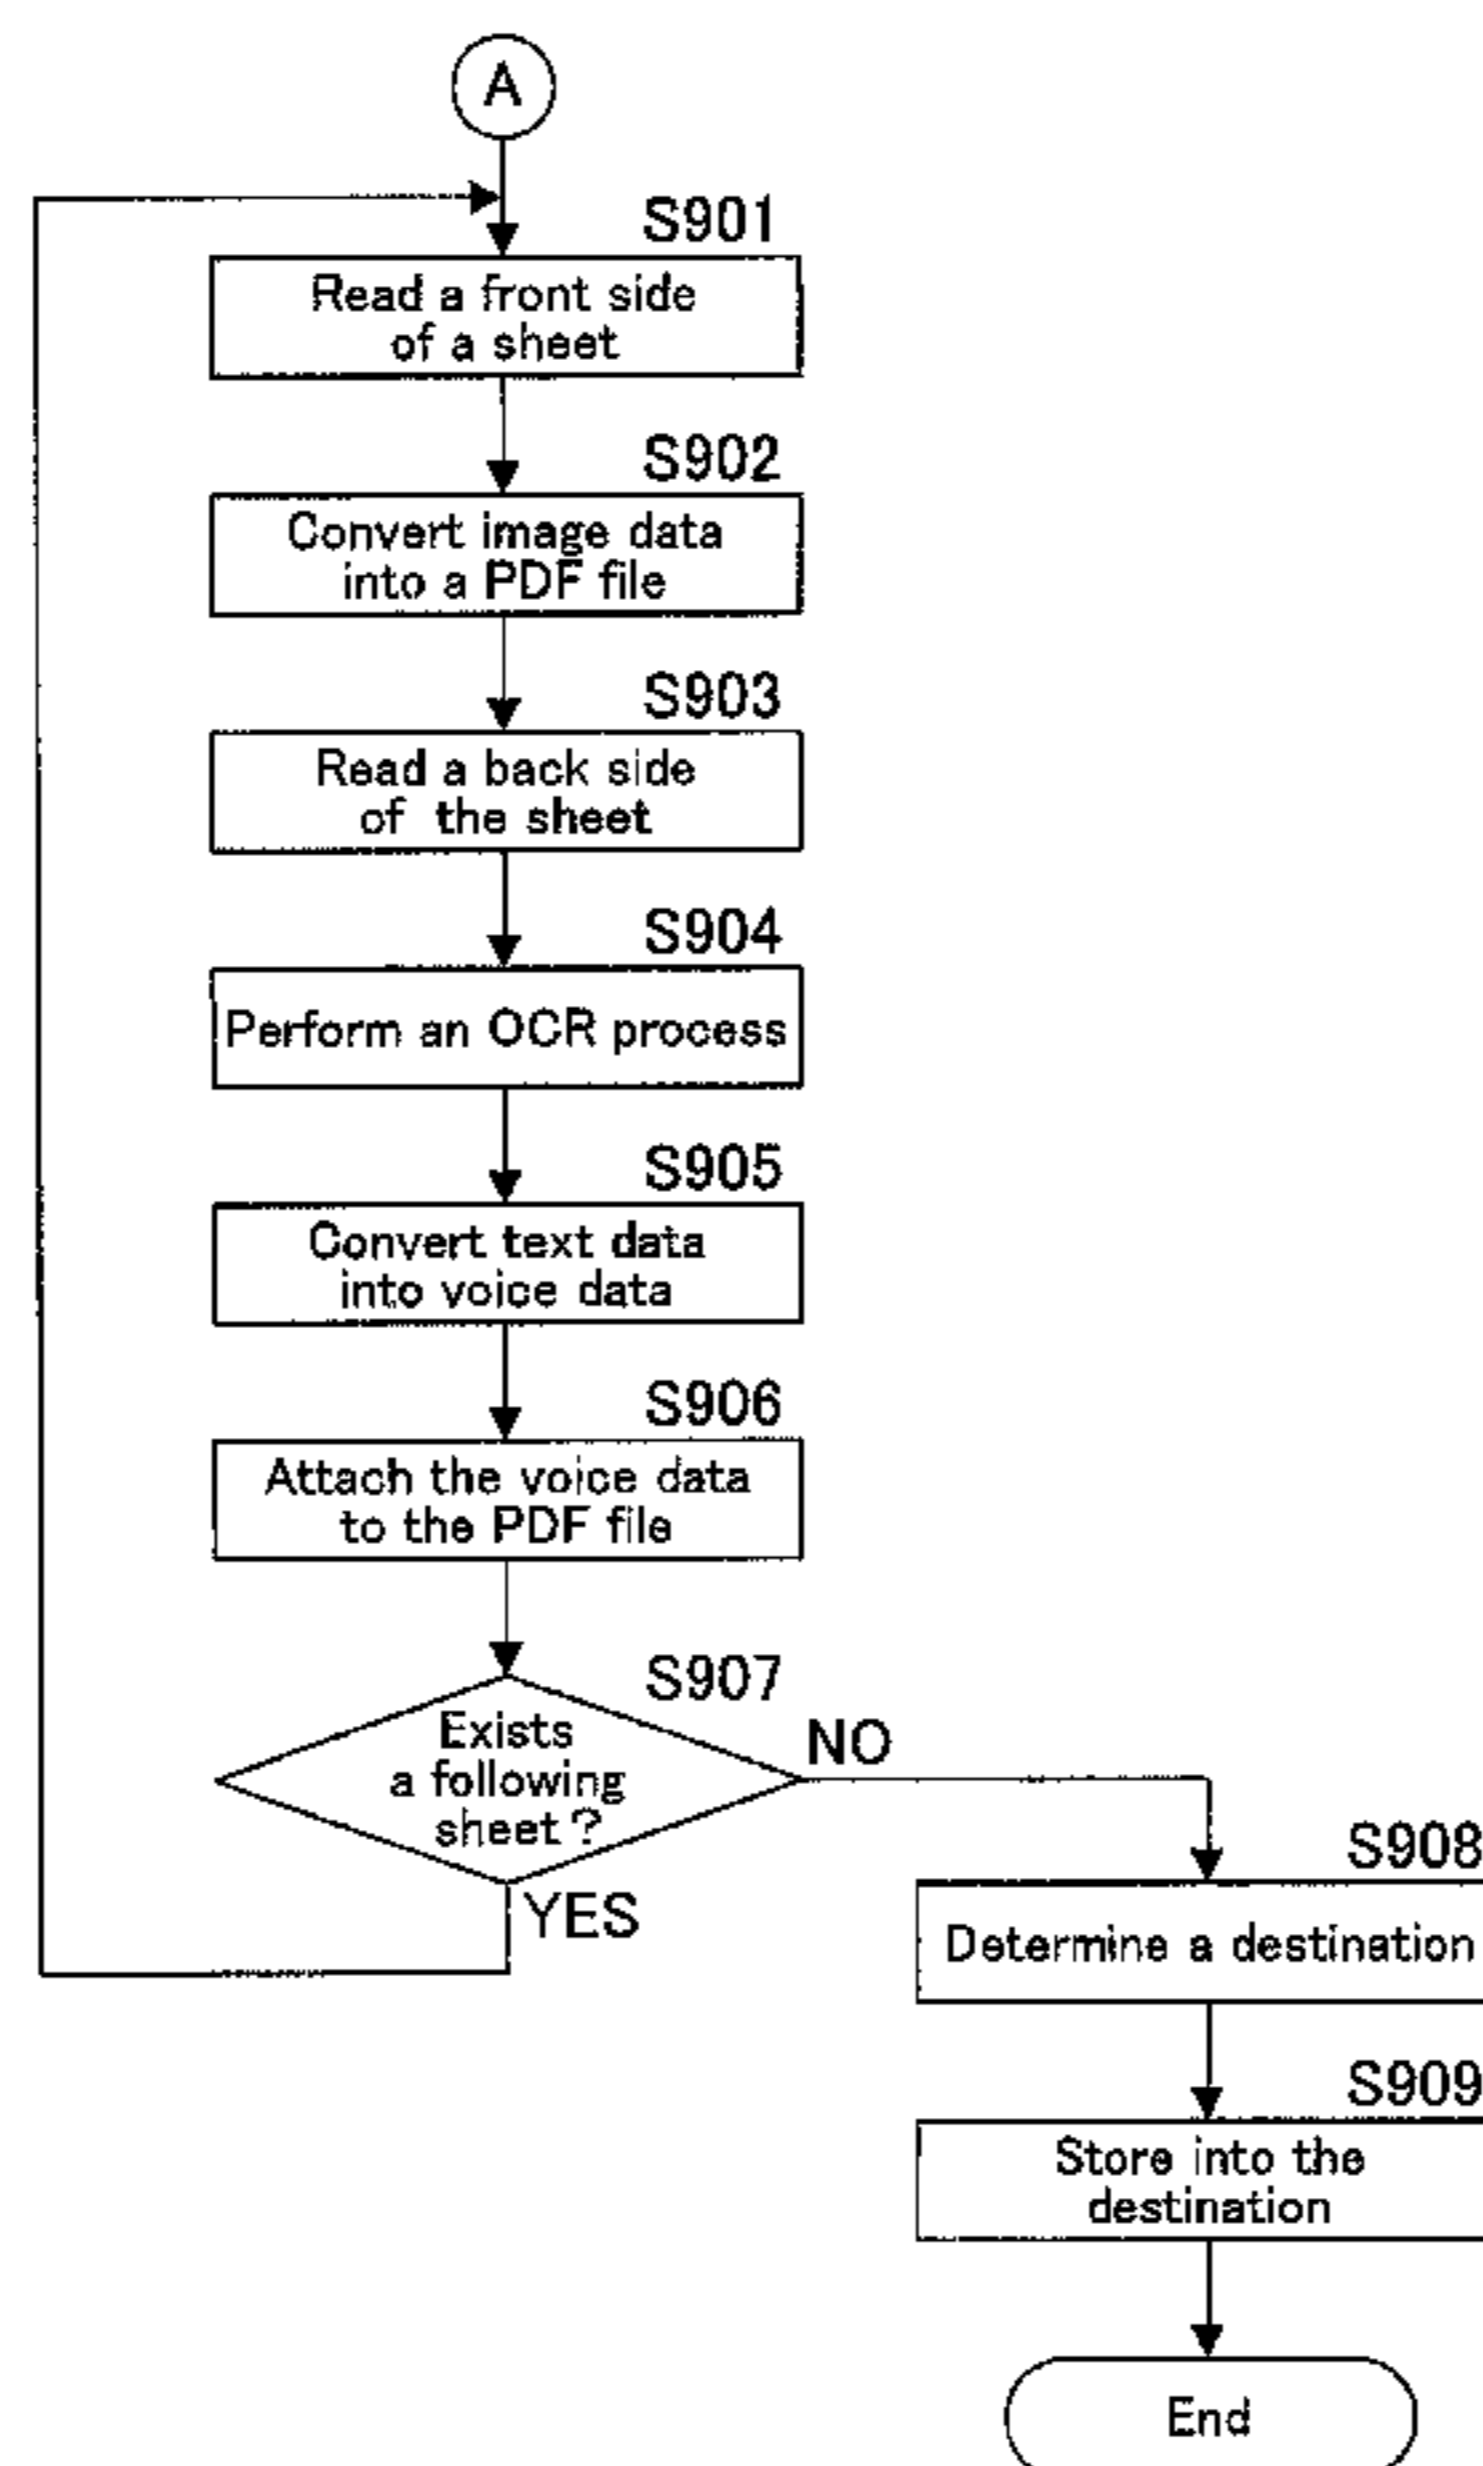 A
S901
Read a front side
of a sheet
S902
Convert image data
into a PDF file
S903
Read a back side
of the sheet
S904
Perform an OCR process
S905
Convert text data
into voice data
S906
Attach the voice data
to the PDF file
S907
Exists
a following
sheet?
NO
YES
S908
Determine a destination
S909
Store into the
destination
End